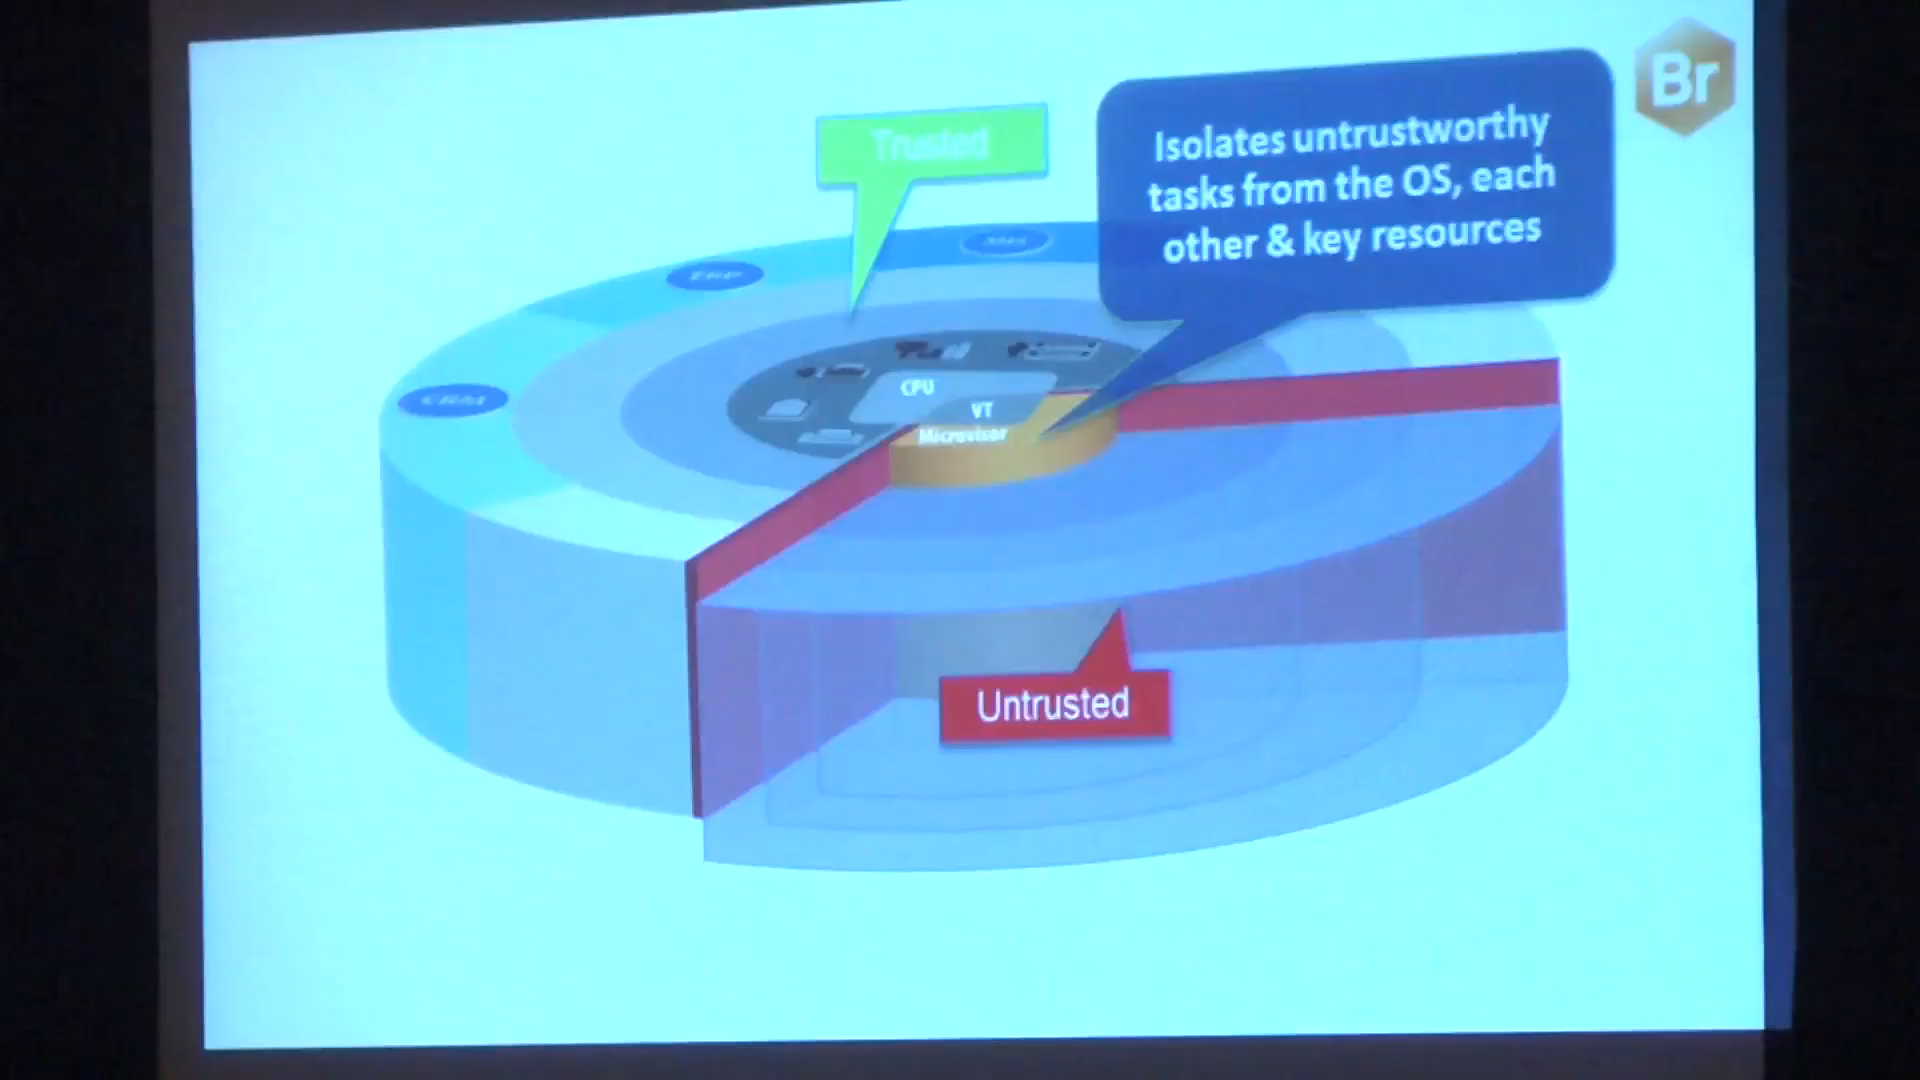 Br
Trusted
Isolates untrustworthy
tasks from the OS, each
other & key resources
ERP
CRM
CPU
VT
Microvisor
Untrusted